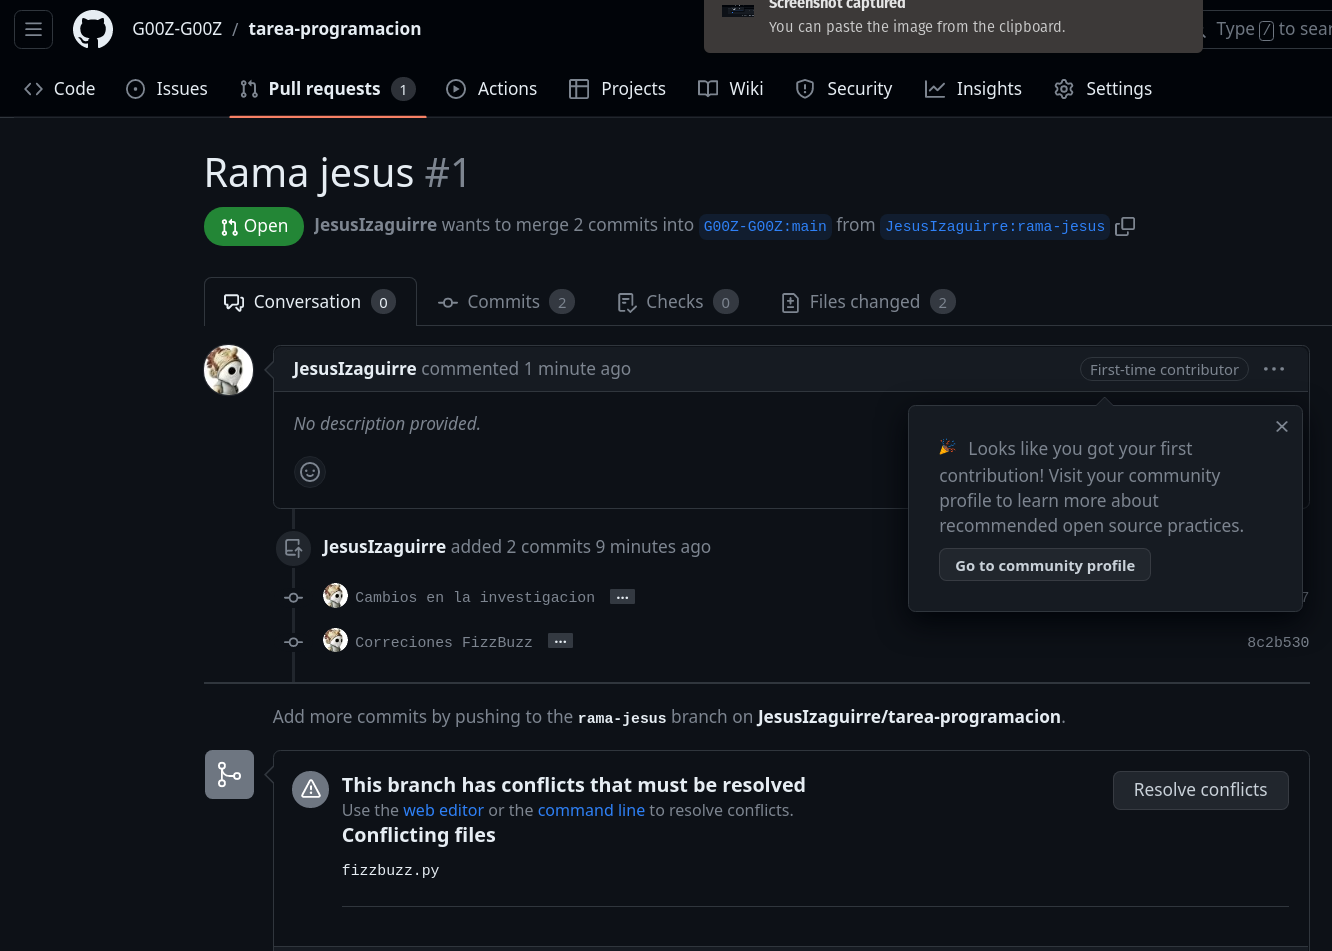 Screenshot captured
You can paste the image from the clipboard.
G00Z-G00Z / tarea-programacion
Type / to sear
Code Issues Pull requests 1 Actions Projects Wiki Security Insights Settings
Rama jesus #1
Open JesusIzaguirre wants to merge 2 commits into G00Z-G00Z:main from JesusIzaguirre:rama-jesus
Conversation 0 Commits 2 Checks 0 Files changed 2
JesusIzaguirre commented 1 minute ago First-time contributor
No description provided.
Looks like you got your first
contribution! Visit your community
profile to learn more about
recommended open source practices.
Go to community profile
JesusIzaguirre added 2 commits 9 minutes ago
Cambios en la investigacion 7
Correciones FizzBuzz 8c2b530
Add more commits by pushing to the rama-jesus branch on JesusIzaguirre/tarea-programacion.
This branch has conflicts that must be resolved
Resolve conflicts
Use the web editor or the command line to resolve conflicts.
Conflicting files
fizzbuzz.py